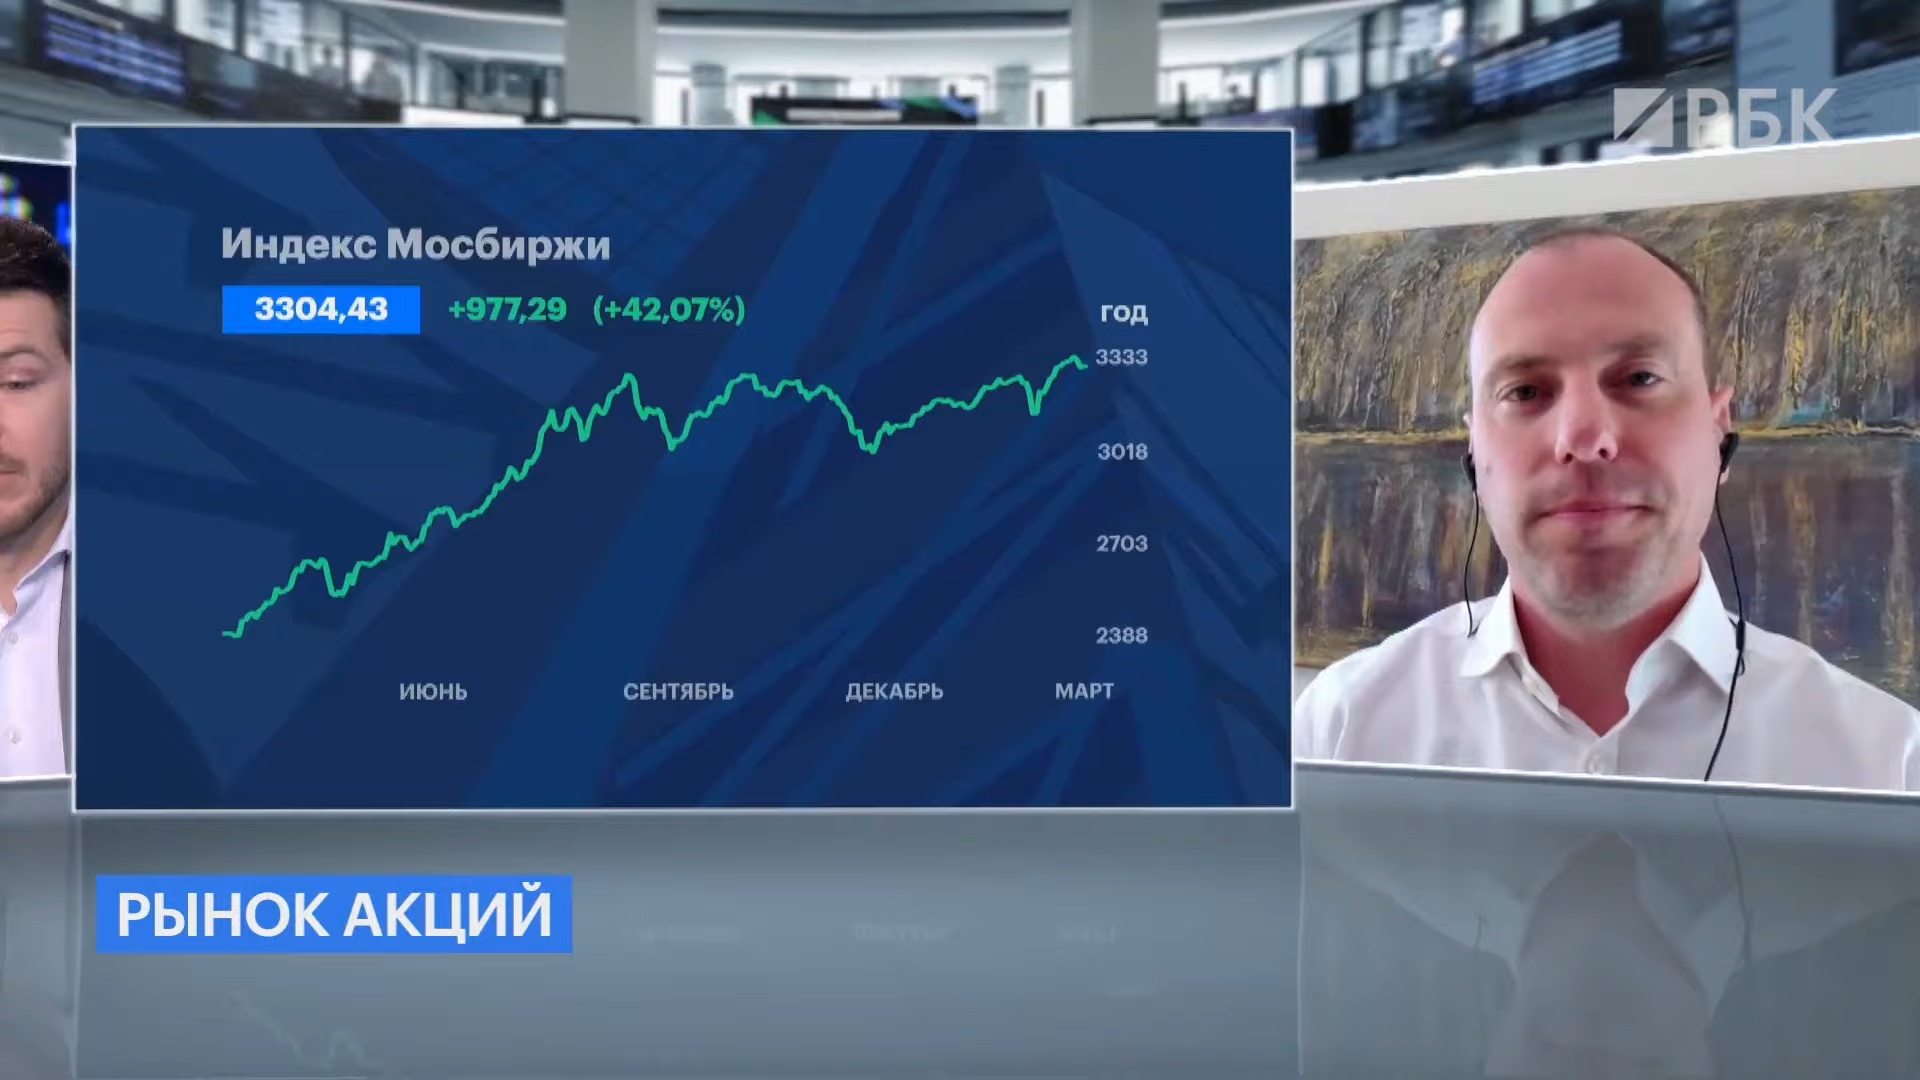 РБК
Индекс Мосбиржи
3304,43 +977,29 (+42,07%)
ГОД
3333
3018
2703
2388
ИЮНЬ СЕНТЯБРЬ ДЕКАБРЬ МАРТ
РЫНОК АКЦИЙ